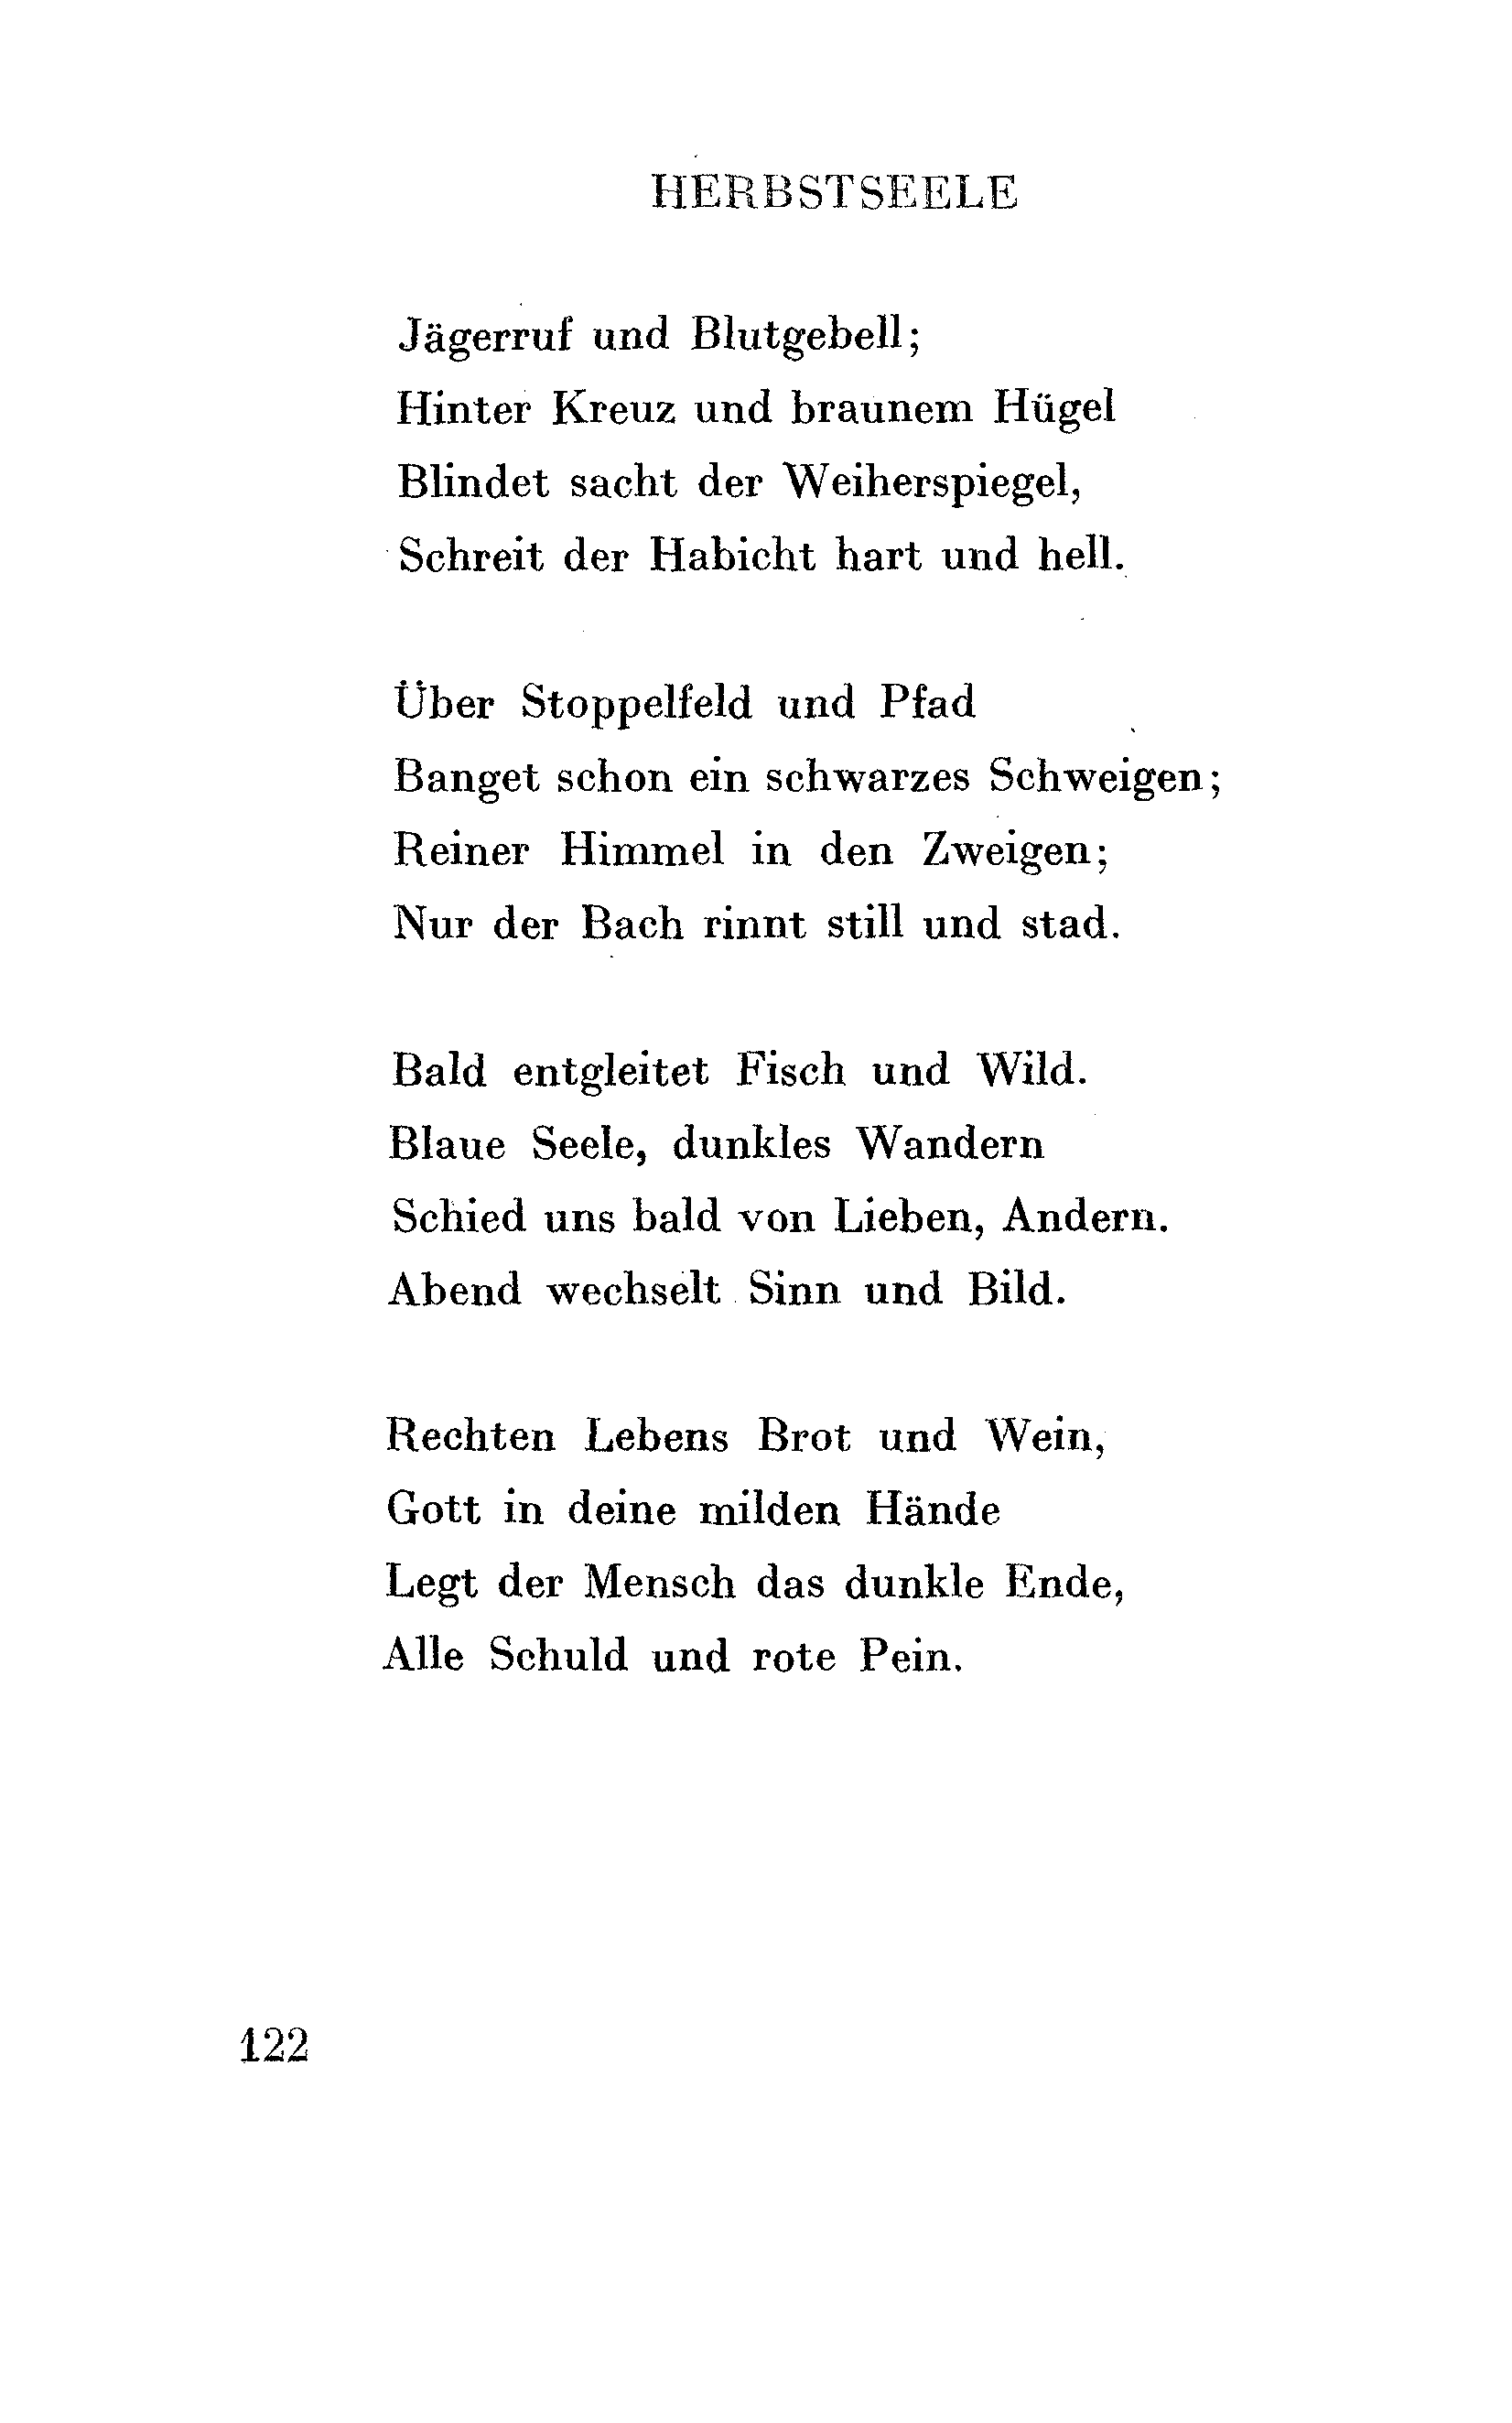 HERBSTSEELE
Jägerruf und Blutgebell;
Hinter Kreuz und braunem Hügel
Blindet sacht der Weiherspiegel,
Schreit der Habicht hart und hell.
Über Stoppelfeld und Pfad
Banget schon ein schwarzes Schweigen;
Reiner Himmel in den Zweigen;
Nur der Bach rinnt still und stad.
Bald entgleitet Fisch und Wild.
Blaue Seele, dunkles Wandern
Schied uns bald von Lieben, Andern.
Abend wechselt Sinn und Bild.
Rechten Lebens Brot und Wein,
Gott in deine milden Hände
Legt der Mensch das dunkle Ende,
Alle Schuld und rote Pein.
122